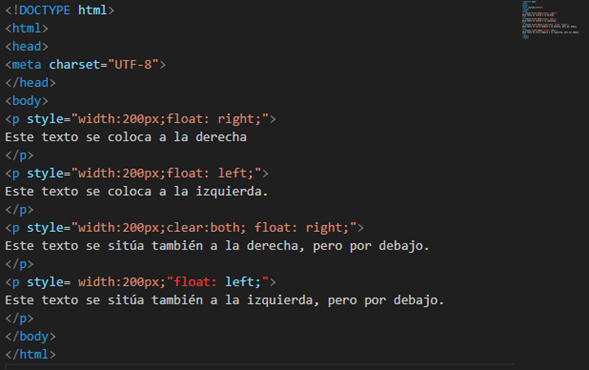 <!DOCTYPE html>
<html>
<head>
<meta charset="UTF-8">
</head>
<body>
<p style="width:200px;float: right;">
Este texto se coloca a la derecha
</p>
<p style="width:200px;float: left;">
Este texto se coloca a la izquierda.
</p>
<p style="width:200px;clear:both; float: right;">
Este texto se sitúa también a la derecha, pero por debajo.
</p>
<p style= width:200px;"float: left;">
Este texto se sitúa también a la izquierda, pero por debajo.
</p>
</body>
</html>